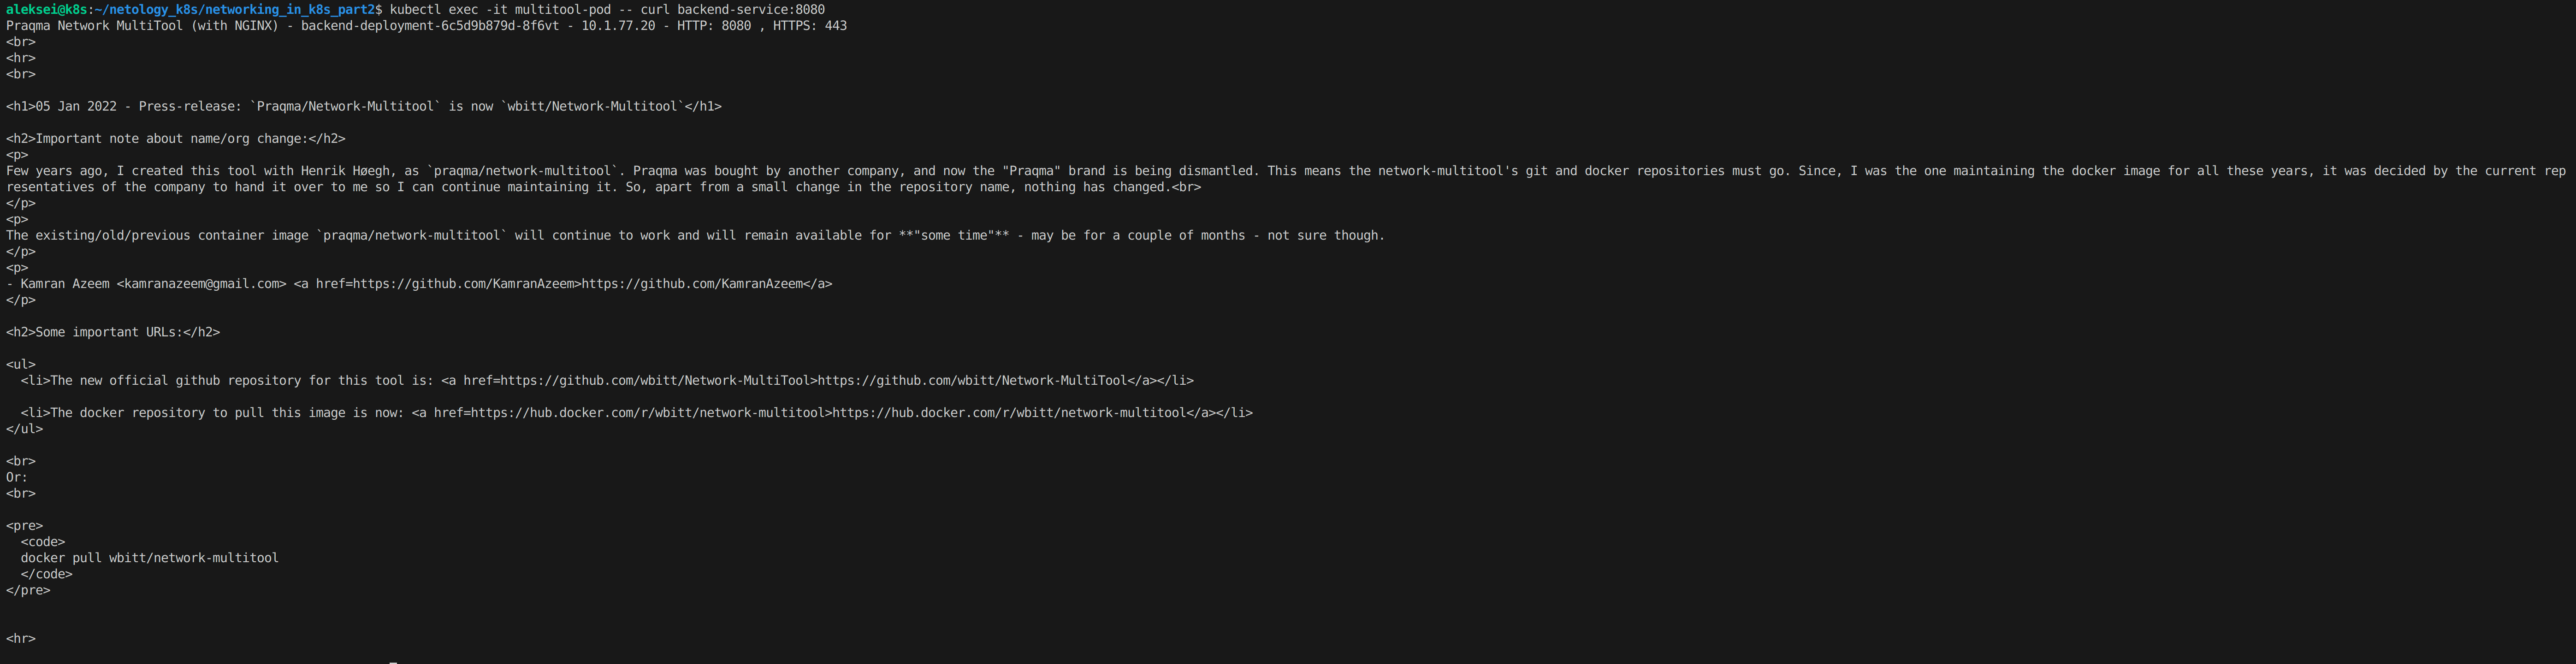 aleksei@k8s:~/netology_k8s/networking_in_k8s_part2$ kubectl exec -it multitool-pod -- curl backend-service:8080
Praqma Network MultiTool (with NGINX) - backend-deployment-6c5d9b879d-8f6vt - 10.1.77.20 - HTTP: 8080 , HTTPS: 443
<br>
<hr>
<br>

<h1>05 Jan 2022 - Press-release: `Praqma/Network-Multitool` is now `wbitt/Network-Multitool`</h1>

<h2>Important note about name/org change:</h2>
<p>
Few years ago, I created this tool with Henrik Høegh, as `praqma/network-multitool`. Praqma was bought by another company, and now the "Praqma" brand is being dismantled. This means the network-multitool's git and docker repositories must go. Since, I was the one maintaining the docker image for all these years, it was decided by the current rep
resentatives of the company to hand it over to me so I can continue maintaining it. So, apart from a small change in the repository name, nothing has changed.<br>
</p>
<p>
The existing/old/previous container image `praqma/network-multitool` will continue to work and will remain available for **"some time"** - may be for a couple of months - not sure though.
</p>
<p>
- Kamran Azeem <kamranazeem@gmail.com> <a href=https://github.com/KamranAzeem>https://github.com/KamranAzeem</a>
</p>

<h2>Some important URLs:</h2>

<ul>
  <li>The new official github repository for this tool is: <a href=https://github.com/wbitt/Network-MultiTool>https://github.com/wbitt/Network-MultiTool</a></li>

  <li>The docker repository to pull this image is now: <a href=https://hub.docker.com/r/wbitt/network-multitool>https://hub.docker.com/r/wbitt/network-multitool</a></li>
</ul>

<br>
Or:
<br>

<pre>
  <code>
  docker pull wbitt/network-multitool
  </code>
</pre>


<hr>